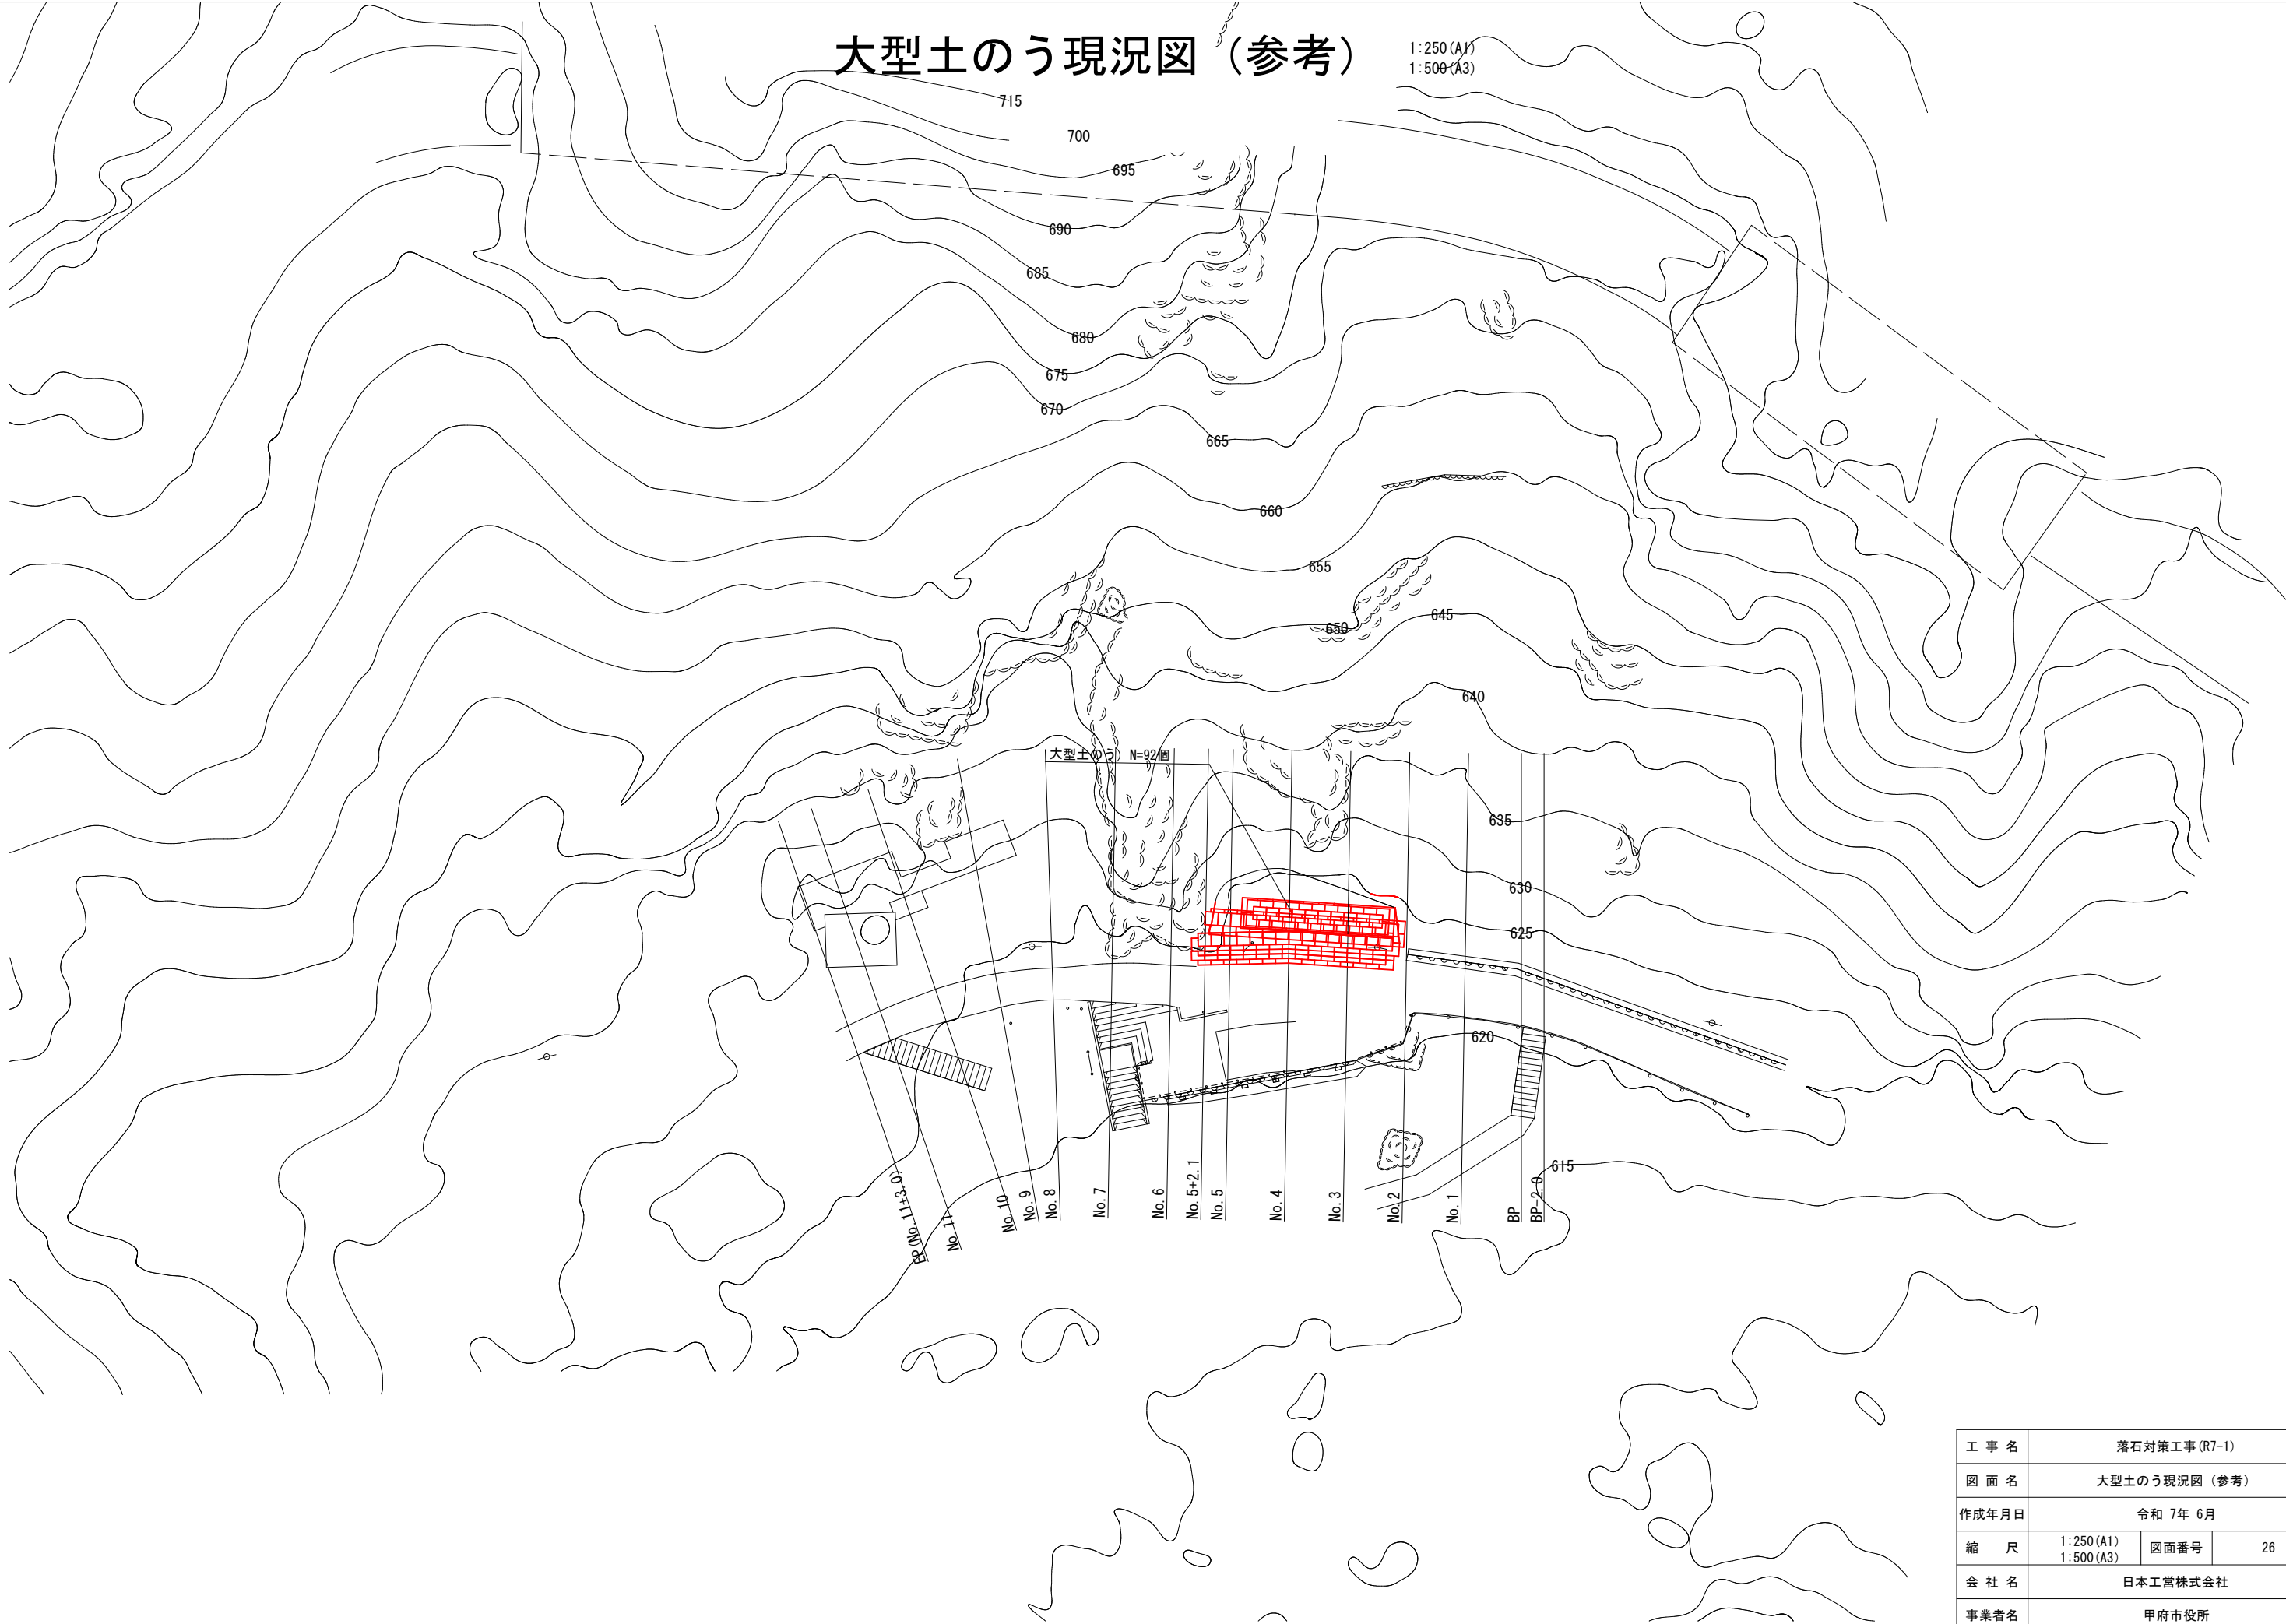 大型土のう現況図（参考）
1:250(A1)
1:500(A3)
715
700
695
690
685
680
675
670
665
660
655
650
645
640
大型土のう N=92個
635
630
625
620
615
EP(No.11+3.0)
No.11
No.10
No.9
No.8
No.7
No.6
No.5+2.1
No.5
No.4
No.3
No.2
No.1
BP
BP-2.0
工 事 名 落石対策工事(R7-1)
図 面 名 大型土のう現況図（参考）
作成年月日 令和 7年 6月
縮 尺 1:250(A1) 1:500(A3) 図面番号 26
会 社 名 日本工営株式会社
事業者名 甲府市役所